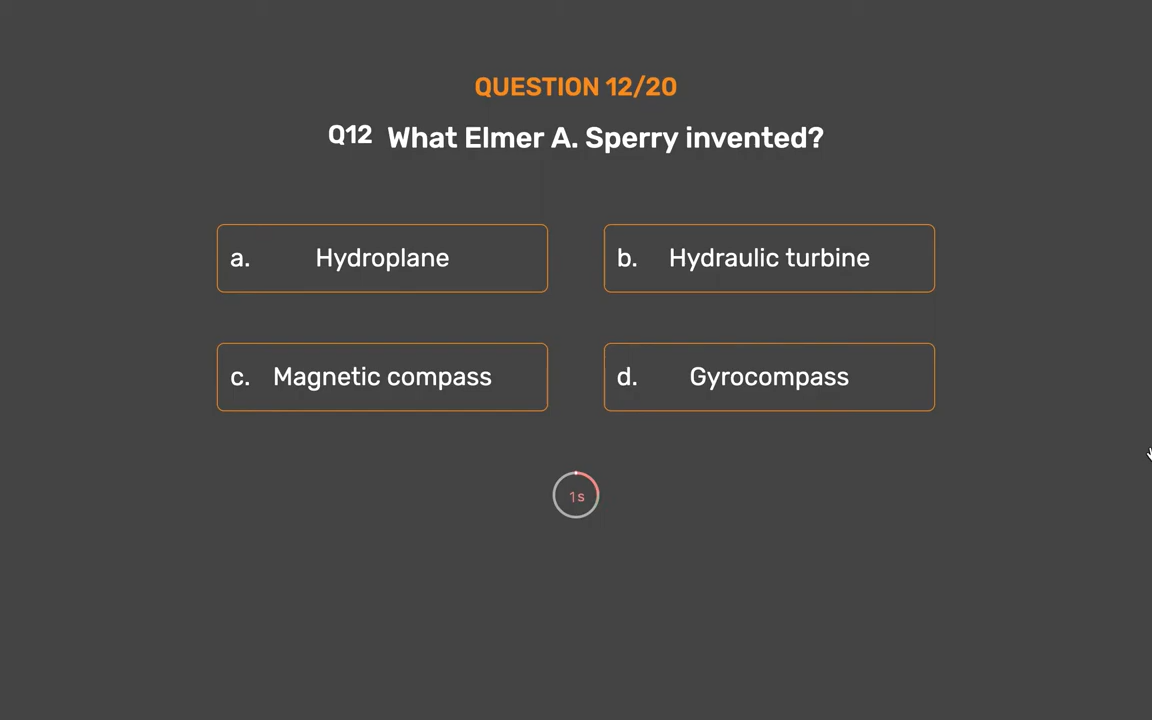 QUESTION 12/20
Q12 What Elmer A. Sperry invented?
a. Hydroplane
b. Hydraulic turbine
c. Magnetic compass
d. Gyrocompass
1s